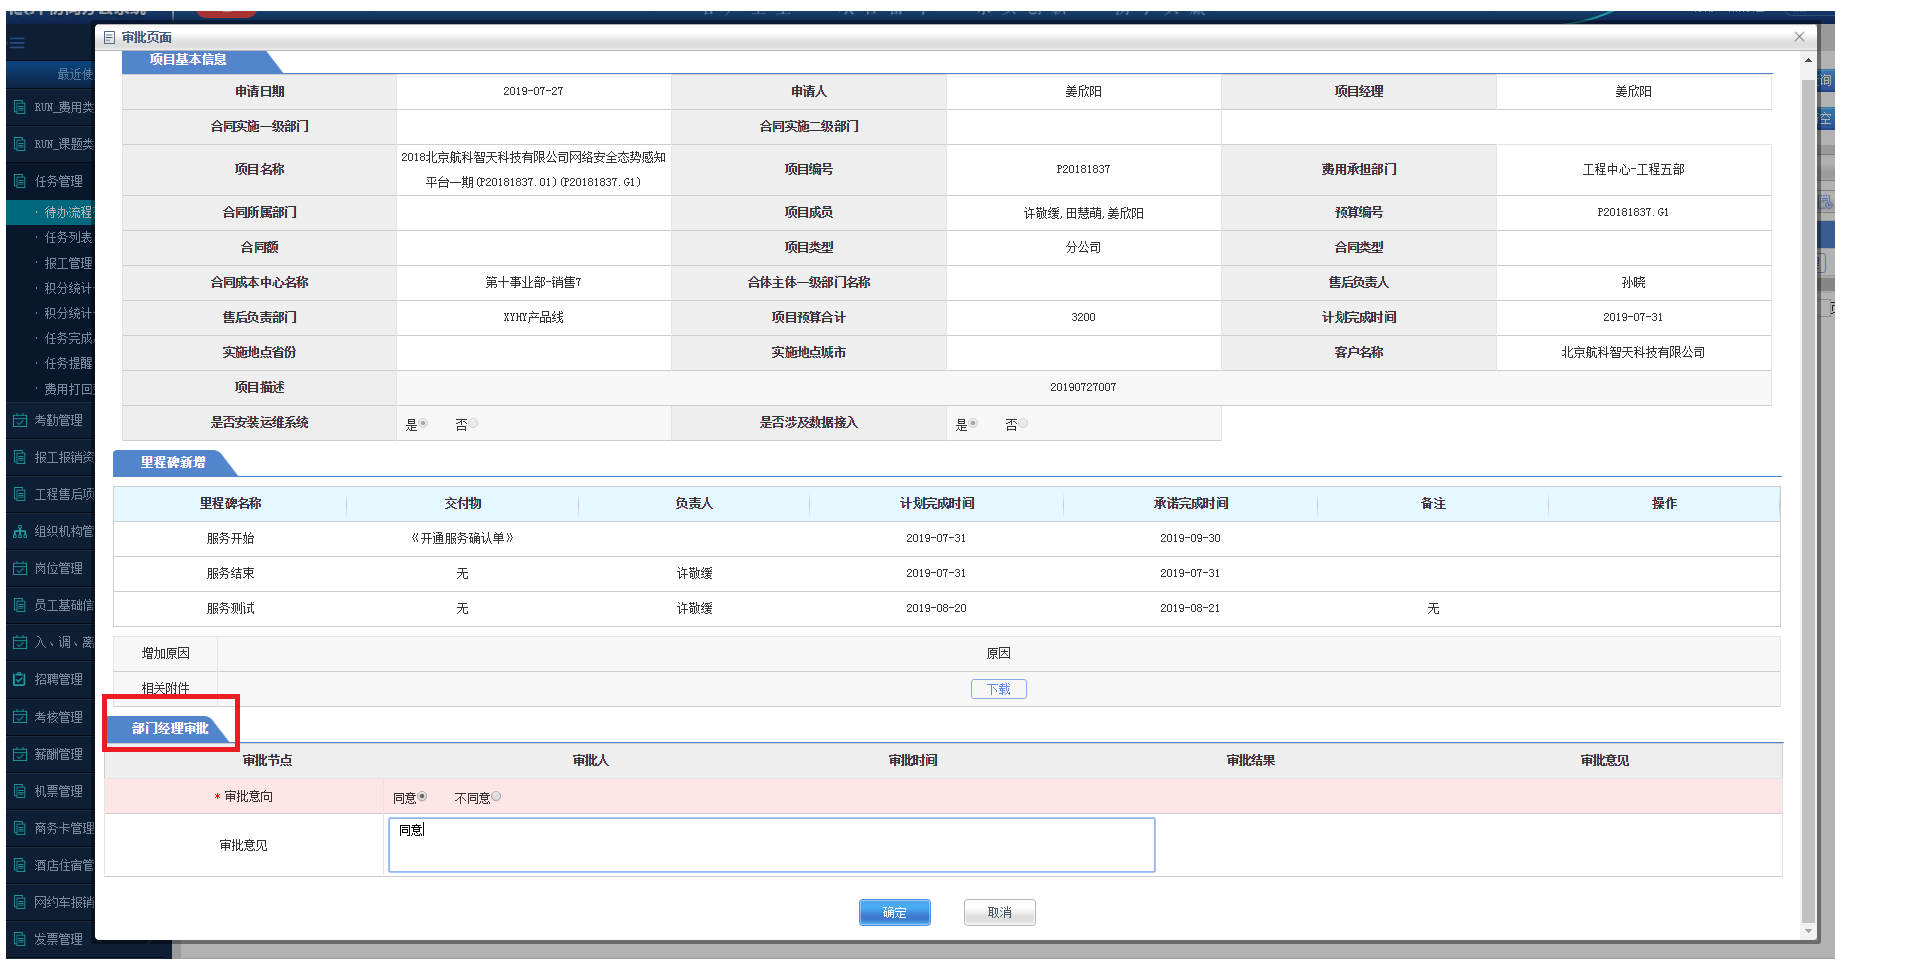 审批页面
最近使
RUN_费用类
RUN_课题类
任务管理
· 待办流程
· 任务列表
· 报工管理
· 积分统计
· 积分统计
· 任务完成
· 任务提醒
· 费用打回
考勤管理
报工报销资
工程售后项
组织机构管
岗位管理
员工基础信
入、调、离
招聘管理
考核管理
薪酬管理
机票管理
商务卡管理
酒店住宿管
网约车报销
发票管理
项目基本信息
申请日期 2019-07-27 申请人 姜欣阳 项目经理 姜欣阳
合同实施一级部门 合同实施二级部门
项目名称 2018北京航科智天科技有限公司网络安全态势感知
平台一期(P20181837.01)(P20181837.G1) 项目编号 P20181837 费用承担部门 工程中心-工程五部
合同所属部门 项目成员 许敬缓,田慧萌,姜欣阳 预算编号 P20181837.G1
合同额 项目类型 分公司 合同类型
合同成本中心名称 第十事业部-销售7 合体主体一级部门名称 售后负责人 孙晓
售后负责部门 XYHY产品线 项目预算合计 3200 计划完成时间 2019-07-31
实施地点省份 实施地点城市 客户名称 北京航科智天科技有限公司
项目描述 20190727007
是否安装运维系统 是 否 是否涉及数据接入 是 否
里程碑新增
里程碑名称 交付物 负责人 计划完成时间 承诺完成时间 备注 操作
服务开始 《开通服务确认单》 2019-07-31 2019-09-30
服务结束 无 许敬缓 2019-07-31 2019-07-31
服务测试 无 许敬缓 2019-08-20 2019-08-21 无
增加原因 原因
相关附件 下载
部门经理审批
审批节点 审批人 审批时间 审批结果 审批意见
* 审批意向 同意 不同意
审批意见 同意
确定 取消